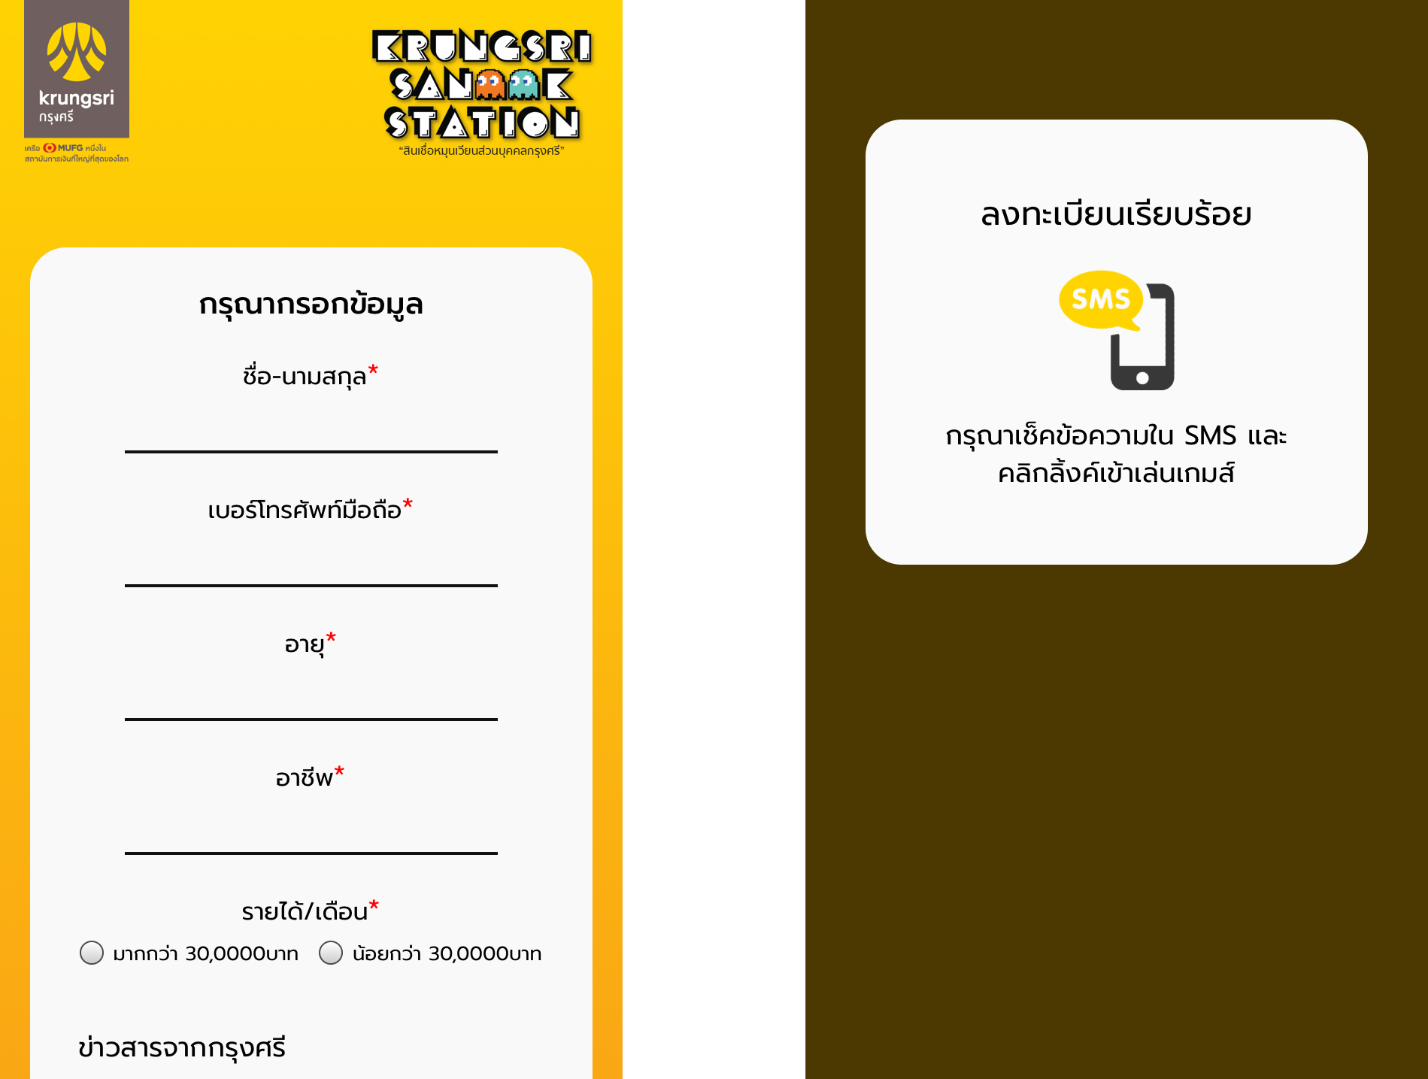 krungsri
กรุงศรี
เครือ MUFG หนึ่งใน
สถาบันการเงินที่ใหญ่ที่สุดของโลก
KRUNGSRI
SANOOK
STATION
“สินเชื่อหมุนเวียนส่วนบุคคลกรุงศรี”
กรุณากรอกข้อมูล
ชื่อ-นามสกุล*
เบอร์โทรศัพท์มือถือ*
อายุ*
อาชีพ*
รายได้/เดือน*
มากกว่า 30,0000บาท น้อยกว่า 30,0000บาท
ข่าวสารจากกรุงศรี
ลงทะเบียนเรียบร้อย
SMS
กรุณาเช็คข้อความใน SMS และ
คลิกลิ้งค์เข้าเล่นเกมส์